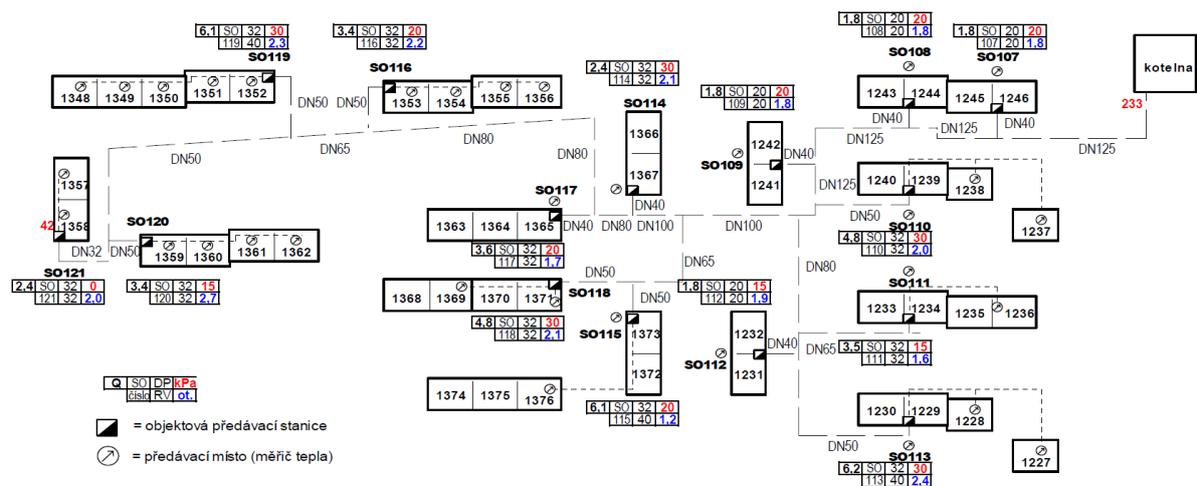 6.1 SO 32 30
119 40 2.3
SO119
3.4 SO 32 20
116 32 2.2
SO116
2.4 SO 32 30
114 32 2.1
SO114
1.8 SO 20 20
109 20 1.8
SO109
1.8 SO 20 20
108 20 1.8
SO108
1.8 SO 20 20
107 20 1.8
SO107
kotelna
233
1348 1349 1350 1351 1352
DN50
DN50
1353 1354 1355 1356
1366
1367
1242
1241
DN40
1243 1244
DN40
1245 1246
DN40
DN125
DN125
DN125
DN50
DN65
DN80
DN80
DN40
DN125
1240 1239
1238
1237
DN50
1357
1358
42
SO121
DN32
DN50
SO120
1359 1360 1361 1362
2.4 SO 32 0
121 32 2.0
3.4 SO 32 15
120 32 2.7
SO117
1363 1364 1365
DN40
DN80
DN100
DN100
3.6 SO 32 20
117 32 1.7
SO110
4.8 SO 32 30
110 32 2.0
DN65
DN80
DN50
1368 1369 1370 1371
SO118
4.8 SO 32 30
118 32 2.1
DN50
SO115
1373
1372
1.8 SO 20 15
112 20 1.9
SO112
1232
1231
DN40
SO111
1233 1234
1235 1236
DN65
3.5 SO 32 15
111 32 1.6
1374 1375 1376
6.1 SO 32 20
115 40 1.2
1230 1229
1228
1227
DN50
SO113
6.2 SO 32 30
113 40 2.4
Q SO DP kPa
číslo RV ot.
= objektová předávací stanice
= předávací místo (měřič tepla)